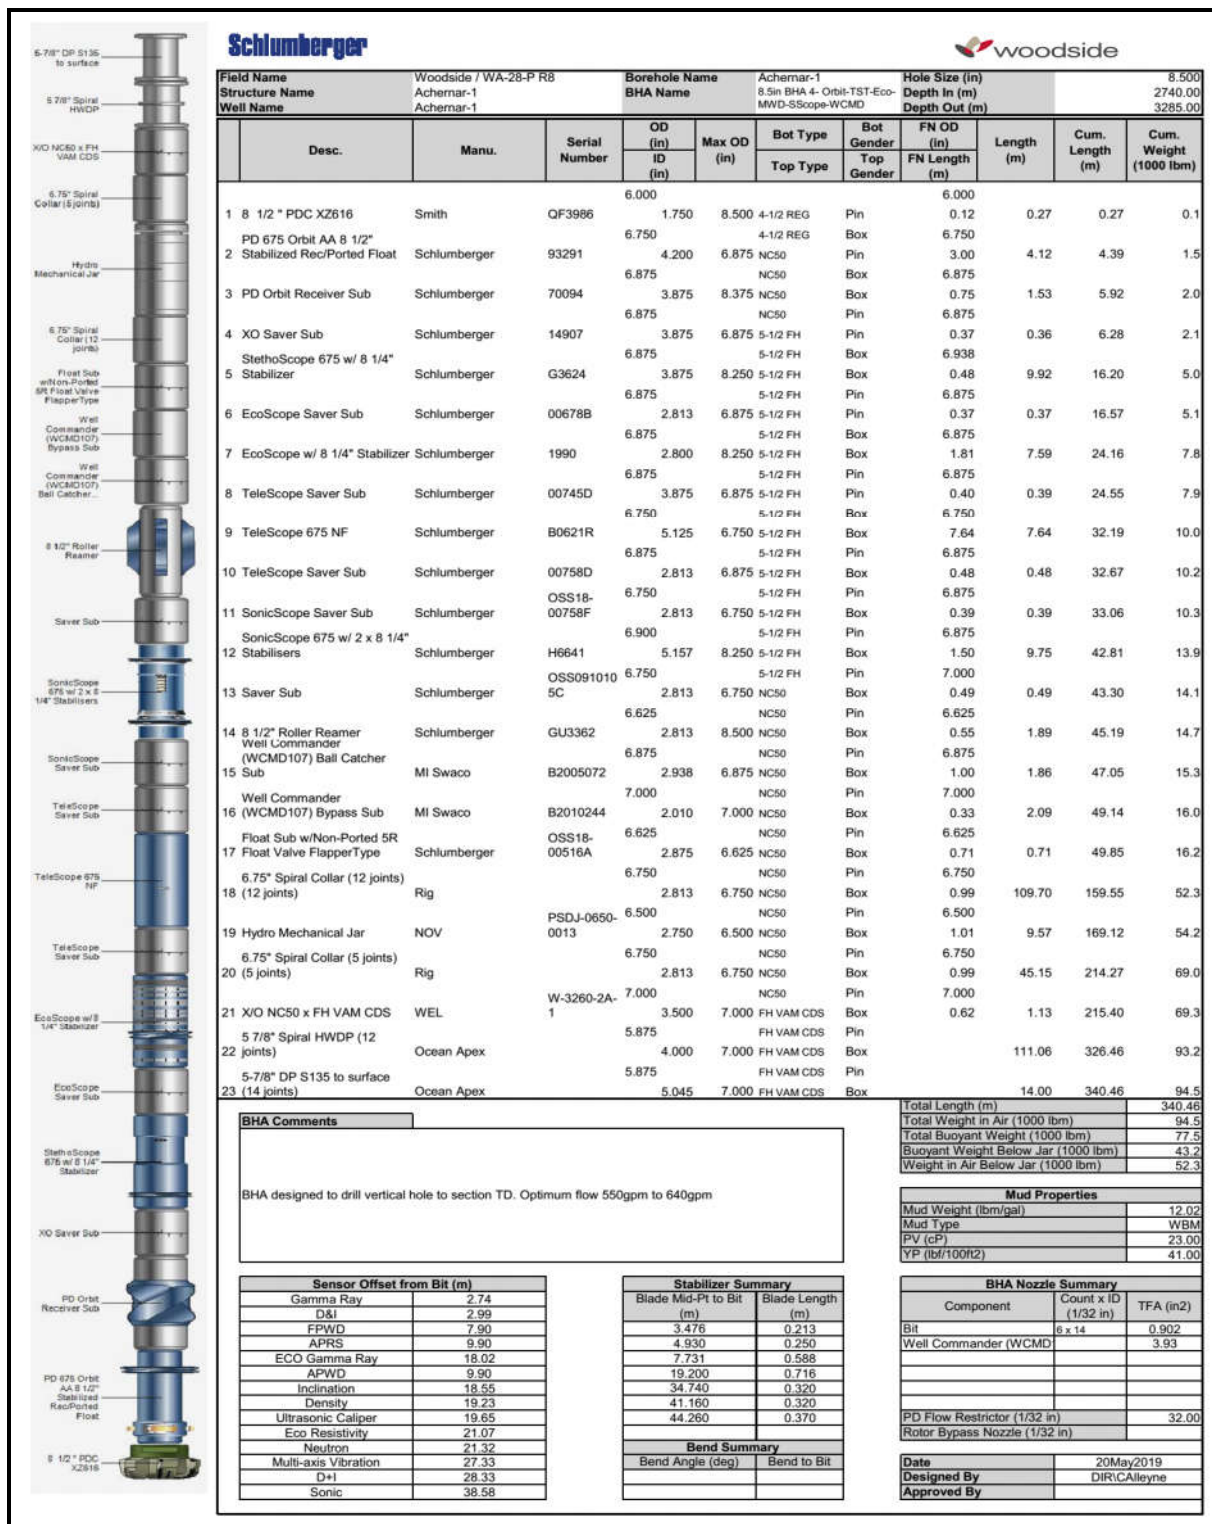 Schlumberger
woodside
Field Name Woodside / WA-28-P R8 Borehole Name Achernar-1 Hole Size (in) 8.500
Structure Name Achernar-1 BHA Name 8.5in BHA 4- Orbit-TST-Eco-MWD-SScope-WCMD Depth In (m) 2740.00
Well Name Achernar-1 Depth Out (m) 3285.00
Desc. Manu. Serial Number OD (in) ID (in) Max OD (in) Bot Type Top Type Bot Gender Top Gender FN OD (in) FN Length (m) Length (m) Cum. Length (m) Cum. Weight (1000 lbm)
6.000 6.000
1 8 1/2 " PDC XZ616 Smith QF3986 1.750 8.500 4-1/2 REG Pin 0.12 0.27 0.27 0.1
PD 675 Orbit AA 8 1/2" 6.750 4-1/2 REG Box 6.750
2 Stabilized Rec/Ported Float Schlumberger 93291 4.200 6.875 NC50 Pin 3.00 4.12 4.39 1.5
6.875 NC50 Box 6.875
3 PD Orbit Receiver Sub Schlumberger 70094 3.875 8.375 NC50 Box 0.75 1.53 5.92 2.0
6.875 NC50 Pin 6.875
4 XO Saver Sub Schlumberger 14907 3.875 6.875 5-1/2 FH Pin 0.37 0.36 6.28 2.1
StethoScope 675 w/ 8 1/4" 6.875 5-1/2 FH Box 6.938
5 Stabilizer Schlumberger G3624 3.875 8.250 5-1/2 FH Box 0.48 9.92 16.20 5.0
6.875 5-1/2 FH Pin 6.875
6 EcoScope Saver Sub Schlumberger 00678B 2.813 6.875 5-1/2 FH Pin 0.37 0.37 16.57 5.1
6.875 5-1/2 FH Box 6.875
7 EcoScope w/ 8 1/4" Stabilizer Schlumberger 1990 2.800 8.250 5-1/2 FH Box 1.81 7.59 24.16 7.8
6.875 5-1/2 FH Pin 6.875
8 TeleScope Saver Sub Schlumberger 00745D 3.875 6.875 5-1/2 FH Pin 0.40 0.39 24.55 7.9
6.750 5-1/2 FH Box 6.750
9 TeleScope 675 NF Schlumberger B0621R 5.125 6.750 5-1/2 FH Box 7.64 7.64 32.19 10.0
6.875 5-1/2 FH Pin 6.875
10 TeleScope Saver Sub Schlumberger 00758D 2.813 6.875 5-1/2 FH Box 0.48 0.48 32.67 10.2
OSS18- 6.750 5-1/2 FH Pin 6.875
11 SonicScope Saver Sub Schlumberger 00758F 2.813 6.750 5-1/2 FH Box 0.39 0.39 33.06 10.3
SonicScope 675 w/ 2 x 8 1/4" 6.900 5-1/2 FH Pin 6.875
12 Stabilisers Schlumberger H6641 5.157 8.250 5-1/2 FH Box 1.50 9.75 42.81 13.9
OSS091010 6.750 5-1/2 FH Pin 7.000
13 Saver Sub Schlumberger 5C 2.813 6.750 NC50 Box 0.49 0.49 43.30 14.1
6.625 NC50 Pin 6.625
14 8 1/2" Roller Reamer Schlumberger GU3362 2.813 8.500 NC50 Box 0.55 1.89 45.19 14.7
Well Commander
(WCMD107) Ball Catcher 6.875 NC50 Pin 6.875
15 Sub MI Swaco B2005072 2.938 6.875 NC50 Box 1.00 1.86 47.05 15.3
Well Commander 7.000 NC50 Pin 7.000
16 (WCMD107) Bypass Sub MI Swaco B2010244 2.010 7.000 NC50 Box 0.33 2.09 49.14 16.0
Float Sub w/Non-Ported 5R OSS18- 6.625 NC50 Pin 6.625
17 Float Valve FlapperType Schlumberger 00516A 2.875 6.625 NC50 Box 0.71 0.71 49.85 16.2
6.75" Spiral Collar (12 joints) 6.750 NC50 Pin 6.750
18 (12 joints) Rig 2.813 6.750 NC50 Box 0.99 109.70 159.55 52.3
PSDJ-0650- 6.500 NC50 Pin 6.500
19 Hydro Mechanical Jar NOV 0013 2.750 6.500 NC50 Box 1.01 9.57 169.12 54.2
6.75" Spiral Collar (5 joints) 6.750 NC50 Pin 6.750
20 (5 joints) Rig 2.813 6.750 NC50 Box 0.99 45.15 214.27 69.0
W-3260-2A- 7.000 NC50 Pin 7.000
21 X/O NC50 x FH VAM CDS WEL 1 3.500 7.000 FH VAM CDS Box 0.62 1.13 215.40 69.3
5 7/8" Spiral HWDP (12 5.875 FH VAM CDS Pin
22 joints) Ocean Apex 4.000 7.000 FH VAM CDS Box 111.06 326.46 93.2
5-7/8" DP S135 to surface 5.875 FH VAM CDS Pin
23 (14 joints) Ocean Apex 5.045 7.000 FH VAM CDS Box 14.00 340.46 94.5
Total Length (m) 340.46
Total Weight in Air (1000 lbm) 94.5
Total Buoyant Weight (1000 lbm) 77.5
Buoyant Weight Below Jar (1000 lbm) 43.2
Weight in Air Below Jar (1000 lbm) 52.3
BHA Comments
BHA designed to drill vertical hole to section TD. Optimum flow 550gpm to 640gpm
Mud Properties
Mud Weight (lbm/gal) 12.02
Mud Type WBM
PV (cP) 23.00
YP (lbf/100ft2) 41.00
Sensor Offset from Bit (m)
Gamma Ray 2.74
D&I 2.99
FPWD 7.90
APRS 9.90
ECO Gamma Ray 18.02
APWD 9.90
Inclination 18.55
Density 19.23
Ultrasonic Caliper 19.65
Eco Resistivity 21.07
Neutron 21.32
Multi-axis Vibration 27.33
D+I 28.33
Sonic 38.58
Stabilizer Summary
Blade Mid-Pt to Bit (m) Blade Length (m)
3.476 0.213
4.930 0.250
7.731 0.588
19.200 0.716
34.740 0.320
41.160 0.320
44.260 0.370
Bend Summary
Bend Angle (deg) Bend to Bit
BHA Nozzle Summary
Component Count x ID (1/32 in) TFA (in2)
Bit 6 x 14 0.902
Well Commander (WCMD 3.93
PD Flow Restrictor (1/32 in) 32.00
Rotor Bypass Nozzle (1/32 in)
Date 20May2019
Designed By DIR\CAlleyne
Approved By
5-7/8" DP S135
to surface
5 7/8" Spiral
HWDP
X/O NC50 x FH
VAM CDS
6.75" Spiral
Collar (5 joints)
Hydro
Mechanical Jar
6.75" Spiral
Collar (12
joints)
Float Sub
w/Non-Ported
5R Float Valve
FlapperType
Well
Commander
(WCMD107)
Bypass Sub
Well
Commander
(WCMD107)
Ball Catcher...
8 1/2" Roller
Reamer
Saver Sub
SonicScope
675 w/ 2 x 8
1/4" Stabilisers
SonicScope
Saver Sub
TeleScope
Saver Sub
TeleScope 675
NF
TeleScope
Saver Sub
EcoScope w/ 8
1/4" Stabilizer
EcoScope
Saver Sub
StethoScope
675 w/ 8 1/4"
Stabilizer
XO Saver Sub
PD Orbit
Receiver Sub
PD 675 Orbit
AA 8 1/2"
Stabilized
Rec/Ported
Float
8 1/2 " PDC
XZ616